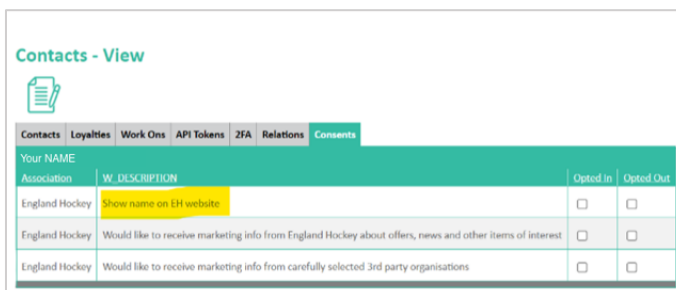 Contacts - View
Contacts Loyalties Work Ons API Tokens 2FA Relations Consents
Your NAME
Association W_DESCRIPTION Opted.In Opted.Out
England Hockey Show name on EH website
England Hockey Would like to receive marketing info from England Hockey about offers, news and other items of interest
England Hockey Would like to receive marketing info from carefully selected 3rd party organisations